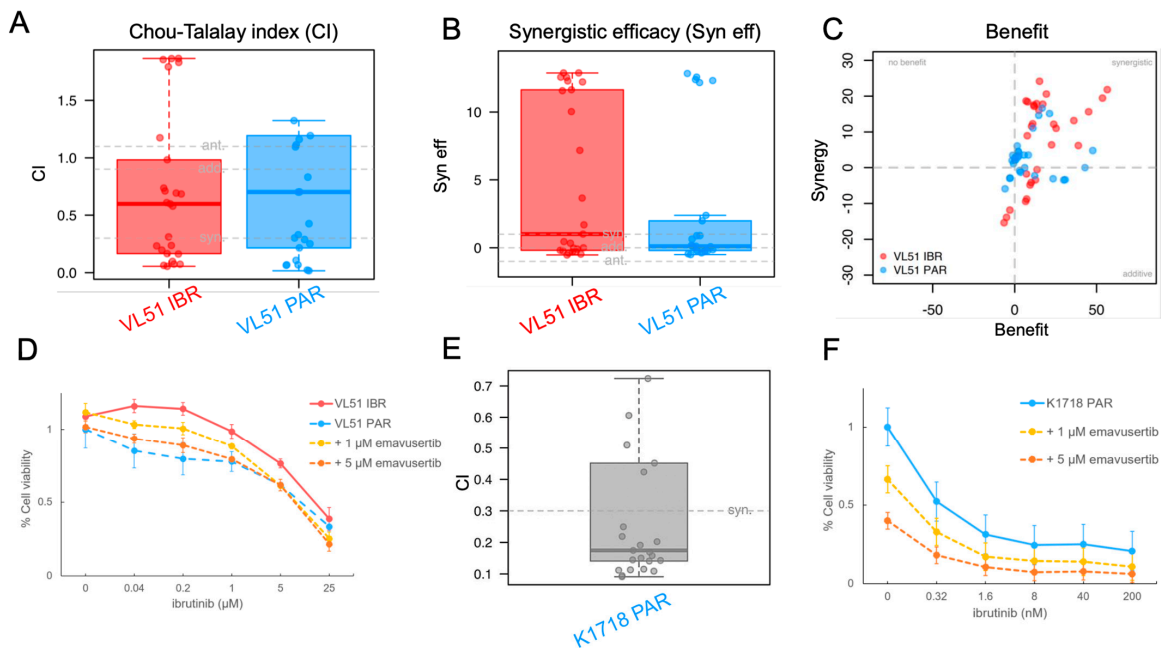 A
Chou-Talalay index (CI)
CI
1.5
1.0
0.5
0.0
ant.
add.
syn.
VL51 IBR
VL51 PAR
B
Synergistic efficacy (Syn eff)
Syn eff
10
5
0
syn.
add.
ant.
VL51 IBR
VL51 PAR
C
Benefit
Synergy
30
20
10
0
-10
-20
-30
no benefit
synergistic
additive
VL51 IBR
VL51 PAR
-50
0
50
Benefit
D
% Cell viability
1
0.5
0
VL51 IBR
VL51 PAR
+ 1 µM emavusertib
+ 5 µM emavusertib
0
0.04
0.2
1
5
25
ibrutinib (µM)
E
CI
0.7
0.6
0.5
0.4
0.3
0.2
0.1
syn.
K1718 PAR
F
% Cell viability
1
0.5
0
K1718 PAR
+ 1 µM emavusertib
+ 5 µM emavusertib
0
0.32
1.6
8
40
200
ibrutinib (nM)